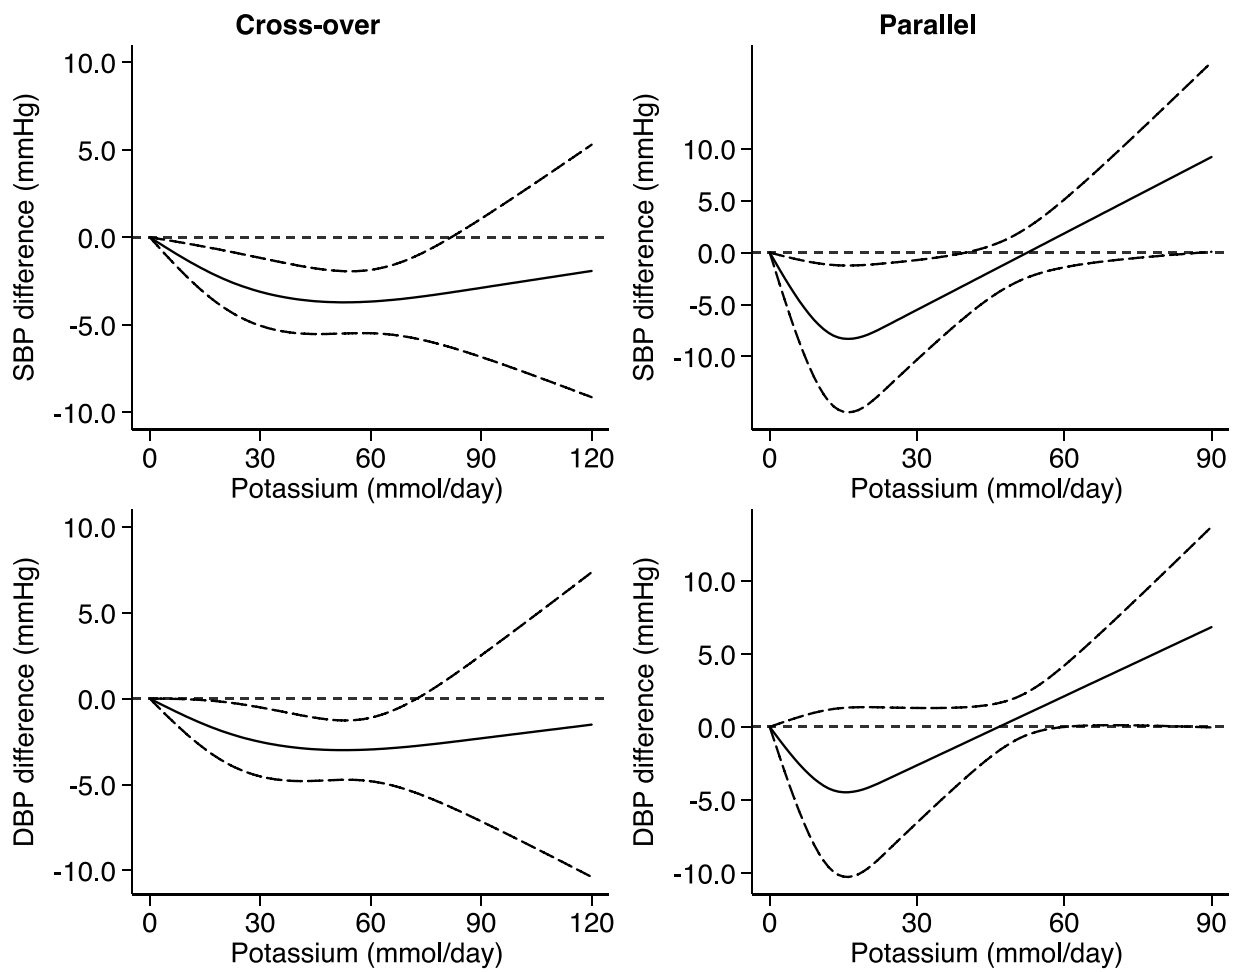 Cross-over
SBP difference (mmHg)
10.0
5.0
0.0
-5.0
-10.0
0 30 60 90 120
Potassium (mmol/day)
Parallel
SBP difference (mmHg)
10.0
5.0
0.0
-5.0
-10.0
0 30 60 90
Potassium (mmol/day)
DBP difference (mmHg)
10.0
5.0
0.0
-5.0
-10.0
0 30 60 90 120
Potassium (mmol/day)
DBP difference (mmHg)
10.0
5.0
0.0
-5.0
-10.0
0 30 60 90
Potassium (mmol/day)